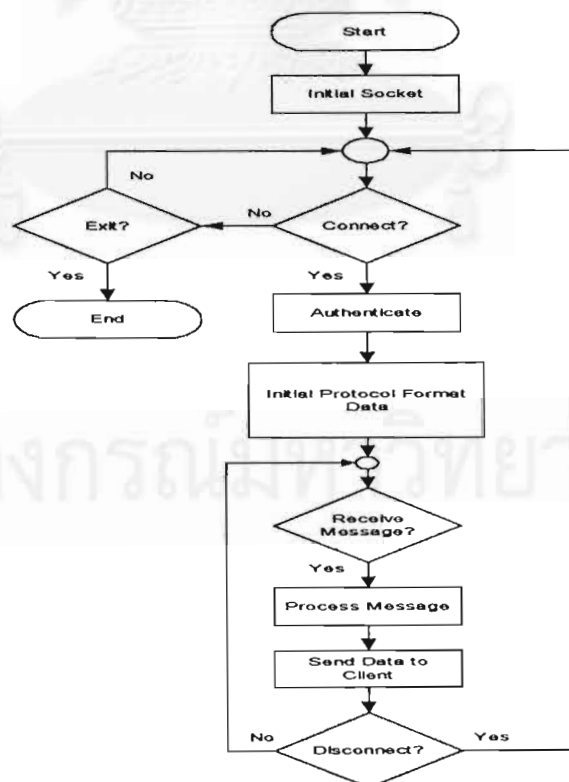 Start
Initial Socket
No
Exit?
No
Connect?
Yes
Yes
End
Authenticate
Initial Protocol Format
Data
Receive
Message?
Yes
Process Message
Send Data to
Client
No
Disconnect?
Yes